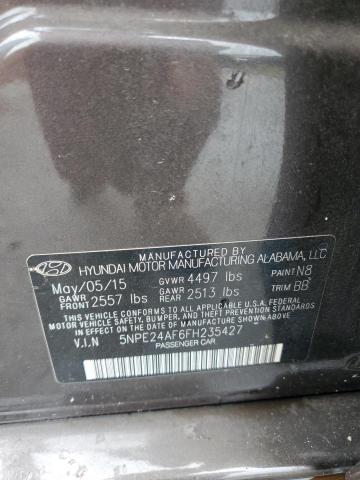 MANUFACTURED BY
HYUNDAI MOTOR MANUFACTURING ALABAMA, LLC
May/05/15 GVWR 4497 lbs PAINT N8
GAWR FRONT 2557 lbs GAWR REAR 2513 lbs TRIM BB
THIS VEHICLE CONFORMS TO ALL APPLICABLE U.S.A. FEDERAL
MOTOR VEHICLE SAFETY, BUMPER, AND THEFT PREVENTION
STANDARDS IN EFFECT ON THE DATE OF MANUFACTURE SHOWN ABOVE.
V.I.N 5NPE24AF6FH235427
PASSENGER CAR